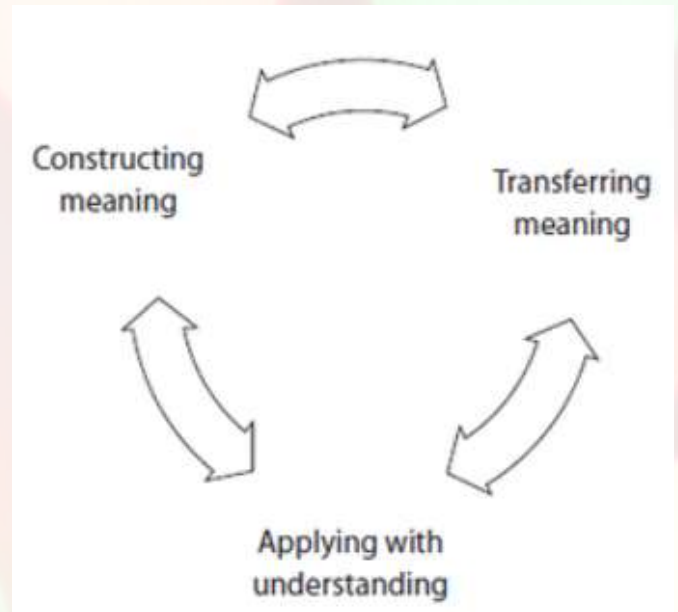 Constructing
meaning
Transferring
meaning
Applying with
understanding